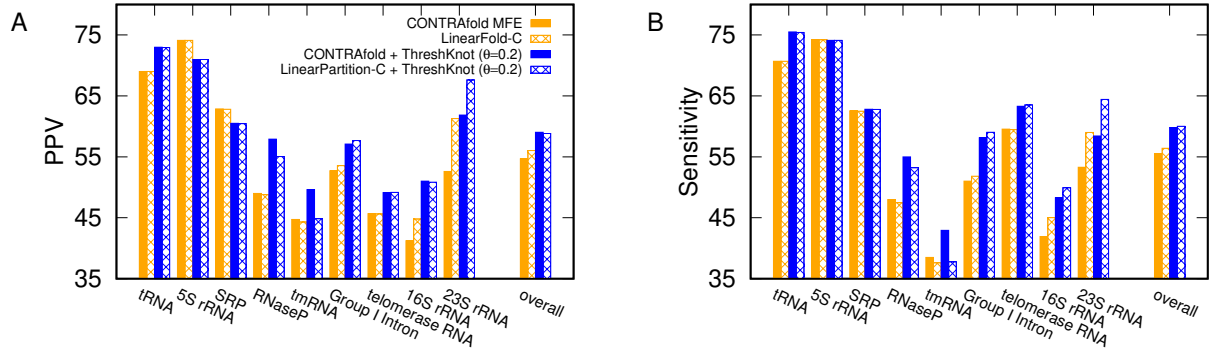 A
PPV
75
65
55
45
35
CONTRAfold MFE
LinearFold-C
CONTRAfold + ThreshKnot (θ=0.2)
LinearPartition-C + ThreshKnot (θ=0.2)
tRNA
5S rRNA
SRP
RNaseP
tmRNA
Group I Intron
telomerase RNA
16S rRNA
23S rRNA
overall
B
Sensitivity
75
65
55
45
35
tRNA
5S rRNA
SRP
RNaseP
tmRNA
Group I Intron
telomerase RNA
16S rRNA
23S rRNA
overall